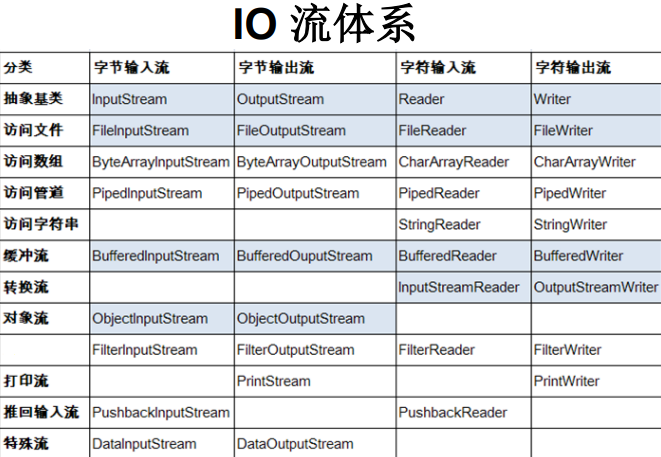 IO 流体系
分类 字节输入流 字节输出流 字符输入流 字符输出流
抽象基类 InputStream OutputStream Reader Writer
访问文件 FileInputStream FileOutputStream FileReader FileWriter
访问数组 ByteArrayInputStream ByteArrayOutputStream CharArrayReader CharArrayWriter
访问管道 PipedInputStream PipedOutputStream PipedReader PipedWriter
访问字符串 StringReader StringWriter
缓冲流 BufferedInputStream BufferedOuputStream BufferedReader BufferedWriter
转换流 InputStreamReader OutputStreamWriter
对象流 ObjectInputStream ObjectOutputStream
FilterInputStream FilterOutputStream FilterReader FilterWriter
打印流 PrintStream PrintWriter
推回输入流 PushbackInputStream PushbackReader
特殊流 DataInputStream DataOutputStream